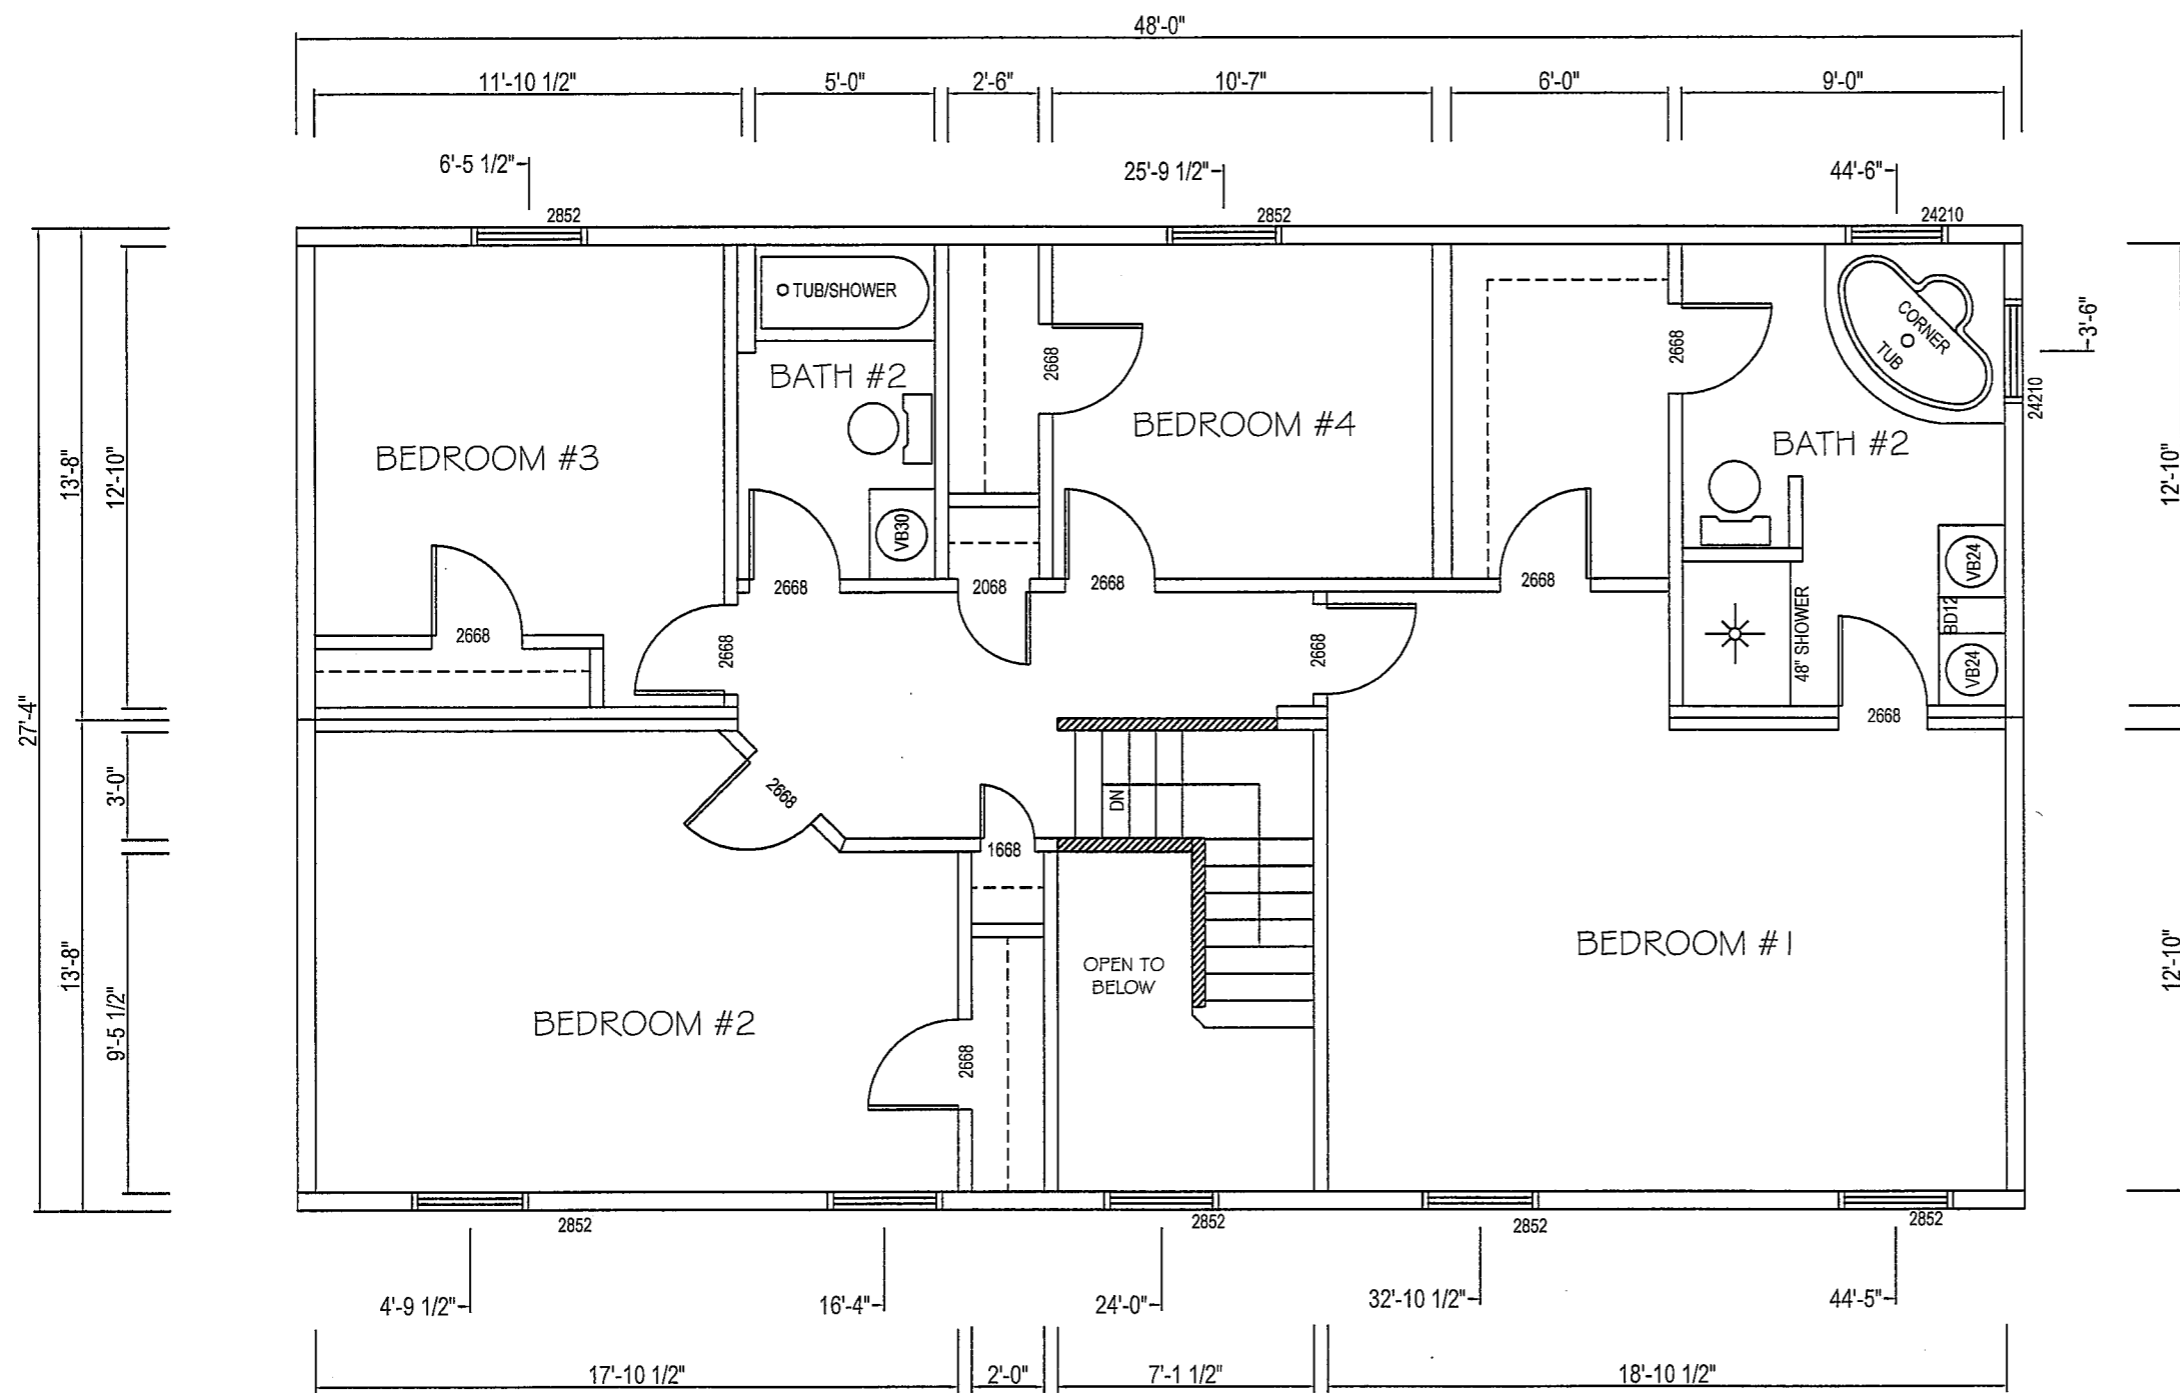 48'-0"
11'-10 1/2"
5'-0"
2'-6"
10'-7"
6'-0"
9'-0"
6'-5 1/2"
25'-9 1/2"
44'-6"
2852
2852
24210
TUB/SHOWER
CORNER
TUB
3'-6"
24210
2668
2668
BATH #2
BEDROOM #4
BATH #2
BEDROOM #3
13'-8"
12'-10"
12'-10"
VB30
VB24
2668
2068
2668
2668
BD12
48" SHOWER
2668
2668
2668
VB24
27'-4"
2668
3'-0"
2668
DN
1668
13'-8"
9'-5 1/2"
12'-10"
BEDROOM #1
OPEN TO
BELOW
BEDROOM #2
2668
2852
2852
2852
2852
4'-9 1/2"
16'-4"
24'-0"
32'-10 1/2"
44'-5"
17'-10 1/2"
2'-0"
7'-1 1/2"
18'-10 1/2"